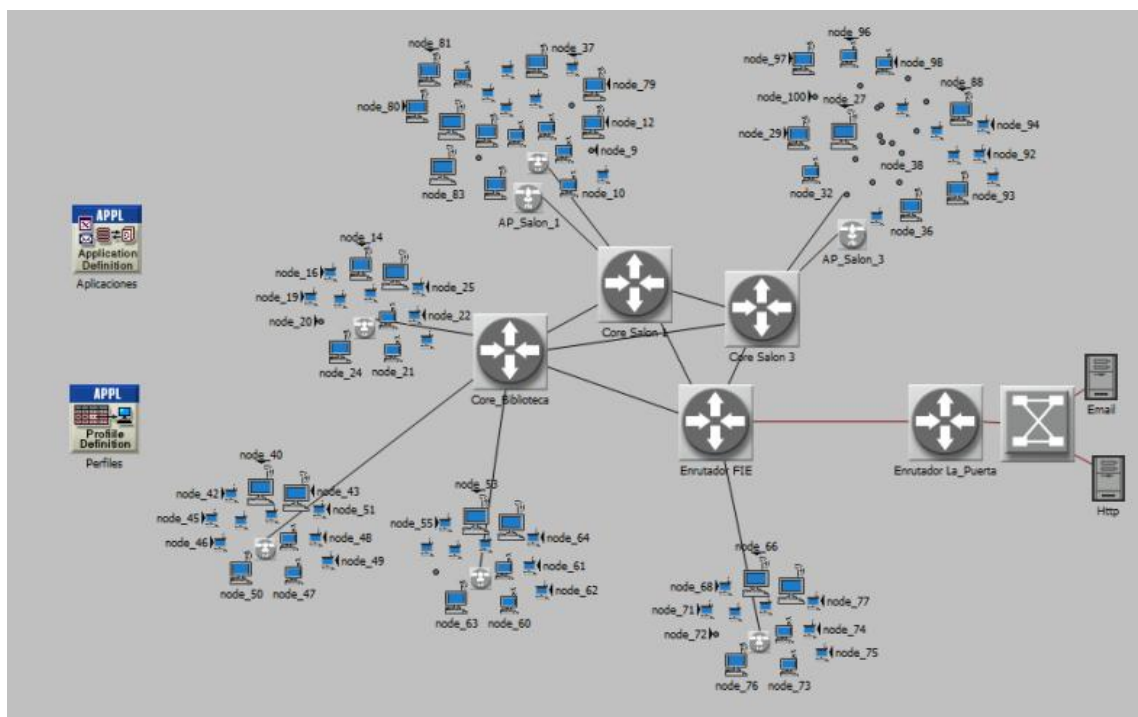 node_81
node_37
node_79
node_80
node_12
node_9
node_83
node_10
AP_Salon_1
node_96
node_97
node_98
node_88
node_100
node_27
node_94
node_29
node_92
node_38
node_32
node_93
node_36
AP_Salon_3
APPL
Application
Definition
Aplicaciones
node_14
node_16
node_25
node_19
node_22
node_20
node_24
node_21
Core Salon 1
Core Salon 3
Core_Biblioteca
APPL
Profile
Definition
Perfiles
Enrutador FIE
Enrutador La_Puerta
Email
Http
node_40
node_42
node_43
node_51
node_45
node_48
node_46
node_49
node_50
node_47
node_53
node_55
node_64
node_61
node_62
node_63
node_60
node_66
node_68
node_77
node_71
node_74
node_72
node_75
node_76
node_73